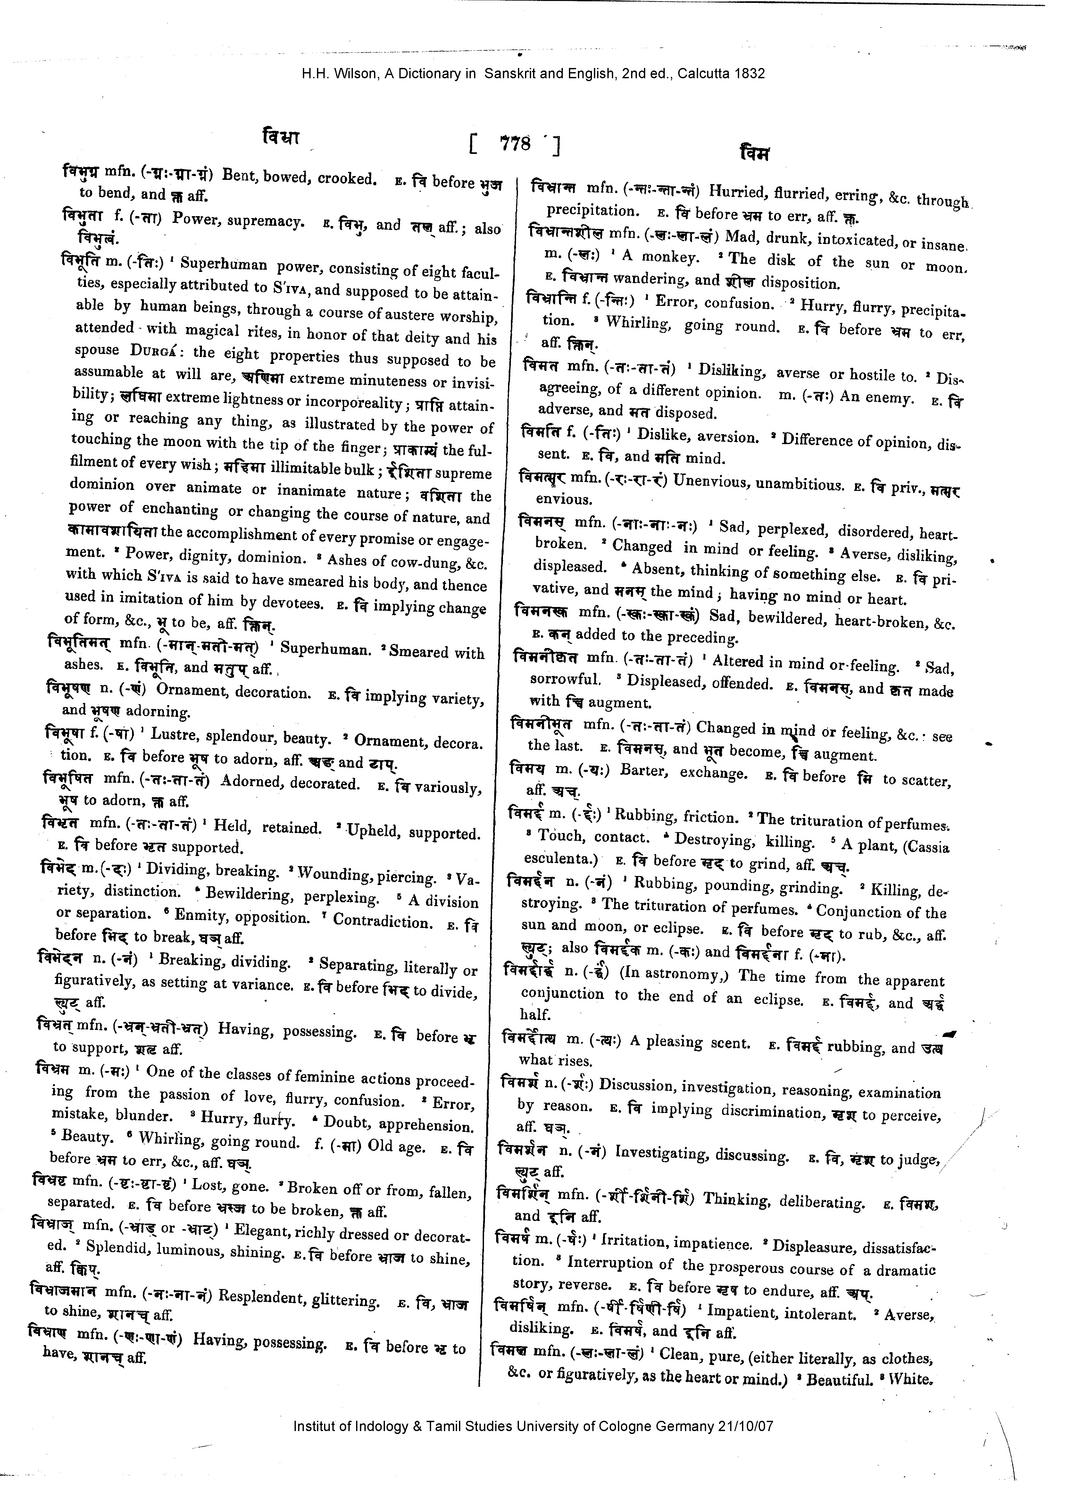 H.H. Wilson, A Dictionary in Sanskrit and English, 2nd ed., Calcutta 1832
विभ्रा [ 778 ] विम
विभुग्न mfn. (-ग्नः-ग्ना-ग्नं) Bent, bowed, crooked. E. वि before भुज
to bend, and क्त aff.
विभुता f. (-ता) Power, supremacy. E. विभु, and तल् aff.; also
विभुत्वं.
विभूति m. (-तिः) ¹ Superhuman power, consisting of eight facul-
ties, especially attributed to S'IVA, and supposed to be attain-
able by human beings, through a course of austere worship,
attended with magical rites, in honor of that deity and his
spouse DURGÁ: the eight properties thus supposed to be
assumable at will are, अणिमा extreme minuteness or invisi-
bility; लघिमा extreme lightness or incorporeality; प्राप्ति attain-
ing or reaching any thing, as illustrated by the power of
touching the moon with the tip of the finger; प्राकाम्यं the ful-
filment of every wish; महिमा illimitable bulk; ईशिता supreme
dominion over animate or inanimate nature; वशिता the
power of enchanting or changing the course of nature, and
कामावशायिता the accomplishment of every promise or engage-
ment. ² Power, dignity, dominion. ³ Ashes of cow-dung, &c.
with which S'IVA is said to have smeared his body, and thence
used in imitation of him by devotees. E. वि implying change
of form, &c., भू to be, aff. क्तिन्.
विभूतिमत् mfn. (-मान्-मती-मत्) ¹ Superhuman. ² Smeared with
ashes. E. विभूति, and मतुप् aff.
विभूषण n. (-णं) Ornament, decoration. E. वि implying variety,
and भूषण adorning.
विभूषा f. (-षा) ¹ Lustre, splendour, beauty. ² Ornament, decora.
tion. E. वि before भूष to adorn, aff. अङ् and टाप्.
विभूषित mfn. (-तः-ता-तं) Adorned, decorated. E. वि variously,
भूष to adorn, क्त aff.
विभृत mfn. (-तः-ता-तं) ¹ Held, retained. ² Upheld, supported.
E. वि before भृत supported.
विभेद m. (-दः) ¹ Dividing, breaking. ² Wounding, piercing. ³ Va-
riety, distinction. ⁴ Bewildering, perplexing. ⁵ A division
or separation. ⁶ Enmity, opposition. ⁷ Contradiction. E. वि
before भिद् to break, घञ् aff.
विभेदन n. (-नं) ¹ Breaking, dividing. ² Separating, literally or
figuratively, as setting at variance. E. वि before भिद् to divide,
ल्युट् aff.
विभ्रत् mfn. (-भ्रन्-भ्रती-भ्रत्) Having, possessing. E. वि before भृ
to support, शतृ aff.
विभ्रम m. (-मः) ¹ One of the classes of feminine actions proceed-
ing from the passion of love, flurry, confusion. ² Error,
mistake, blunder. ³ Hurry, flurry. ⁴ Doubt, apprehension.
⁵ Beauty. ⁶ Whirling, going round. f. (-मा) Old age. E. वि
before भ्रम to err, &c., aff. घञ्.
विभ्रष्ट mfn. (-ष्टः-ष्टा-ष्टं) ¹ Lost, gone. ² Broken off or from, fallen,
separated. E. वि before भ्रस्ज to be broken, क्त aff.
विभ्राज् mfn. (-भ्राड् or -भ्राट्) ¹ Elegant, richly dressed or decorat-
ed. ² Splendid, luminous, shining. E. वि before भ्राज to shine,
aff. क्विप्.
विभ्राजमान mfn. (-नः-ना-नं) Resplendent, glittering. E. वि, भ्राज
to shine, शानच् aff.
विभ्राण mfn. (-णः-णा-णं) Having, possessing. E. वि before भृ to
have, शानच् aff.
विभ्रान्त mfn. (-न्तः-न्ता-न्तं) Hurried, flurried, erring, &c. through
precipitation. E. वि before भ्रम to err, aff. क्त.
विभ्रान्तशील mfn. (-लः-ला-लं) Mad, drunk, intoxicated, or insane.
m. (-लः) ¹ A monkey. ² The disk of the sun or moon.
E. विभ्रान्त wandering, and शील disposition.
विभ्रान्ति f. (-न्तिः) ¹ Error, confusion. ² Hurry, flurry, precipita-
tion. ³ Whirling, going round. E. वि before भ्रम to err,
aff. क्तिन्.
विमत mfn. (-तः-ता-तं) ¹ Disliking, averse or hostile to. ² Dis-
agreeing, of a different opinion. m. (-तः) An enemy. E. वि
adverse, and मत disposed.
विमति f. (-तिः) ¹ Dislike, aversion. ² Difference of opinion, dis-
sent. E. वि, and मति mind.
विमत्सर mfn. (-रः-रा-रं) Unenvious, unambitious. E. वि priv., मत्सर
envious.
विमनस् mfn. (-नाः-नाः-नः) ¹ Sad, perplexed, disordered, heart-
broken. ² Changed in mind or feeling. ³ Averse, disliking,
displeased. ⁴ Absent, thinking of something else. E. वि pri-
vative, and मनस् the mind; having no mind or heart.
विमनस्क mfn. (-स्कः-स्का-स्कं) Sad, bewildered, heart-broken, &c.
E. कन् added to the preceding.
विमनीकृत mfn. (-तः-ता-तं) ¹ Altered in mind or feeling. ² Sad,
sorrowful. ³ Displeased, offended. E. विमनस्, and कृत made
with च्वि augment.
विमनीभूत mfn. (-तः-ता-तं) Changed in mind or feeling, &c.: see
the last. E. विमनस्, and भूत become, च्वि augment.
विमय m. (-यः) Barter, exchange. E. वि before मि to scatter,
aff. अच्.
विमर्द्द m. (-र्द्दः) ¹ Rubbing, friction. ² The trituration of perfumes.
³ Touch, contact. ⁴ Destroying, killing. ⁵ A plant, (Cassia
esculenta.) E. वि before मृद् to grind, aff. अच्.
विमर्द्दन n. (-नं) ¹ Rubbing, pounding, grinding. ² Killing, de-
stroying. ³ The trituration of perfumes. ⁴ Conjunction of the
sun and moon, or eclipse. E. वि before मृद् to rub, &c., aff.
ल्युट्; also विमर्द्दक m. (-कः) and विमर्द्दना f. (-ना).
विमर्द्दार्द्ध n. (-र्द्धं) (In astronomy,) The time from the apparent
conjunction to the end of an eclipse. E. विमर्द्द, and अर्द्ध
half.
विमर्द्दोत्थ m. (-त्थः) A pleasing scent. E. विमर्द्द rubbing, and उत्थ
what rises.
विमर्श n. (-र्शः) Discussion, investigation, reasoning, examination
by reason. E. वि implying discrimination, मृश् to perceive,
aff. घञ्.
विमर्शन n. (-नं) Investigating, discussing. E. वि, मृश् to judge,
ल्युट् aff.
विमर्शिन् mfn. (-र्शी-र्शिनी-र्शि) Thinking, deliberating. E. विमर्श,
and इनि aff.
विमर्ष m. (-र्षः) ¹ Irritation, impatience. ² Displeasure, dissatisfac-
tion. ³ Interruption of the prosperous course of a dramatic
story, reverse. E. वि before मृष to endure, aff. अप्.
विमर्षिन् mfn. (-र्षी-र्षिणी-र्षि) ¹ Impatient, intolerant. ² Averse,
disliking. E. विमर्ष, and इनि aff.
विमल mfn. (-लः-ला-लं) ¹ Clean, pure, (either literally, as clothes,
&c. or figuratively, as the heart or mind.) ² Beautiful. ³ White.
Institut of Indology & Tamil Studies University of Cologne Germany 21/10/07